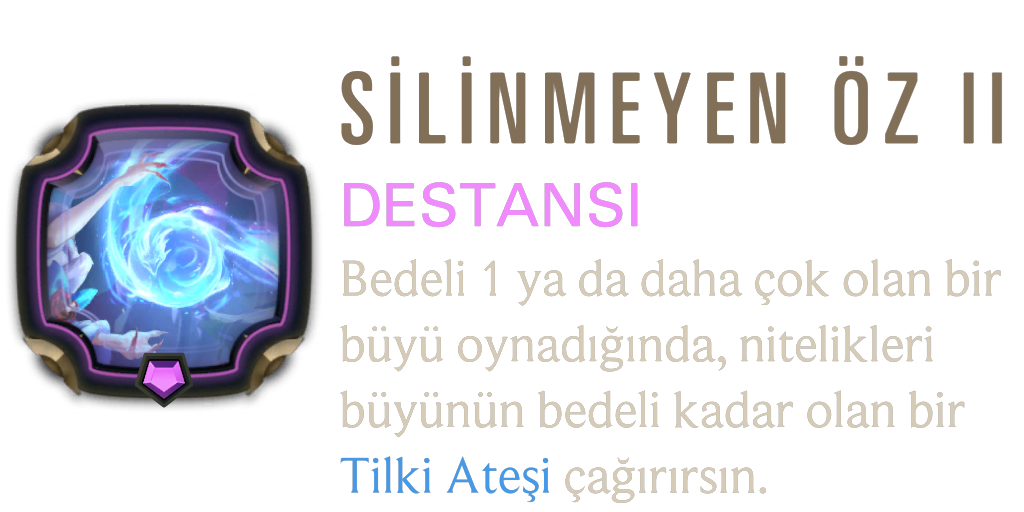 SİLİNMEYEN ÖZ II
DESTANSI
Bedeli 1 ya da daha çok olan bir
büyü oynadığında, nitelikleri
büyünün bedeli kadar olan bir
Tilki Ateşi çağırırsın.